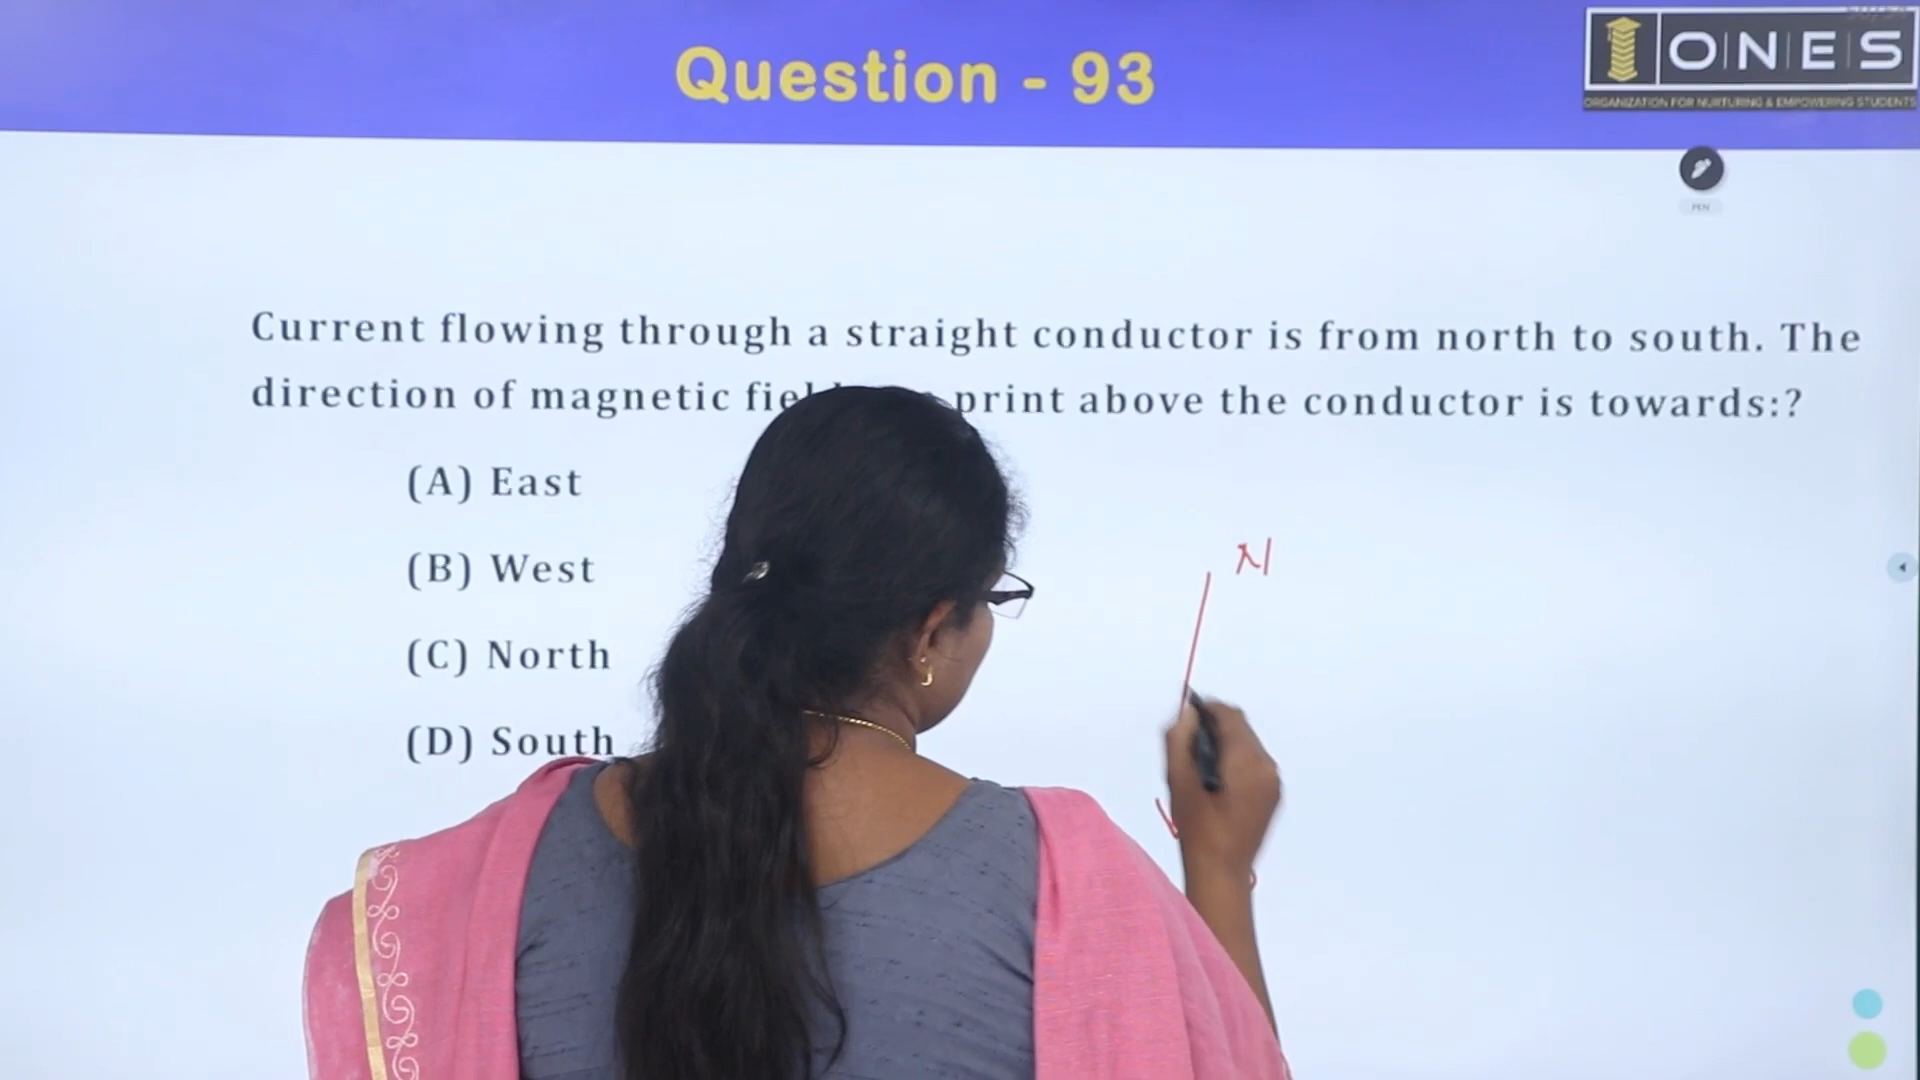 Question - 93
O|N|E|S
ORGANIZATION FOR NURTURING & EMPOWERING STUDENTS
PEN
Current flowing through a straight conductor is from north to south. The
direction of magnetic print above the conductor is towards:?
(A) East
(B) West
(C) North
(D) South
N